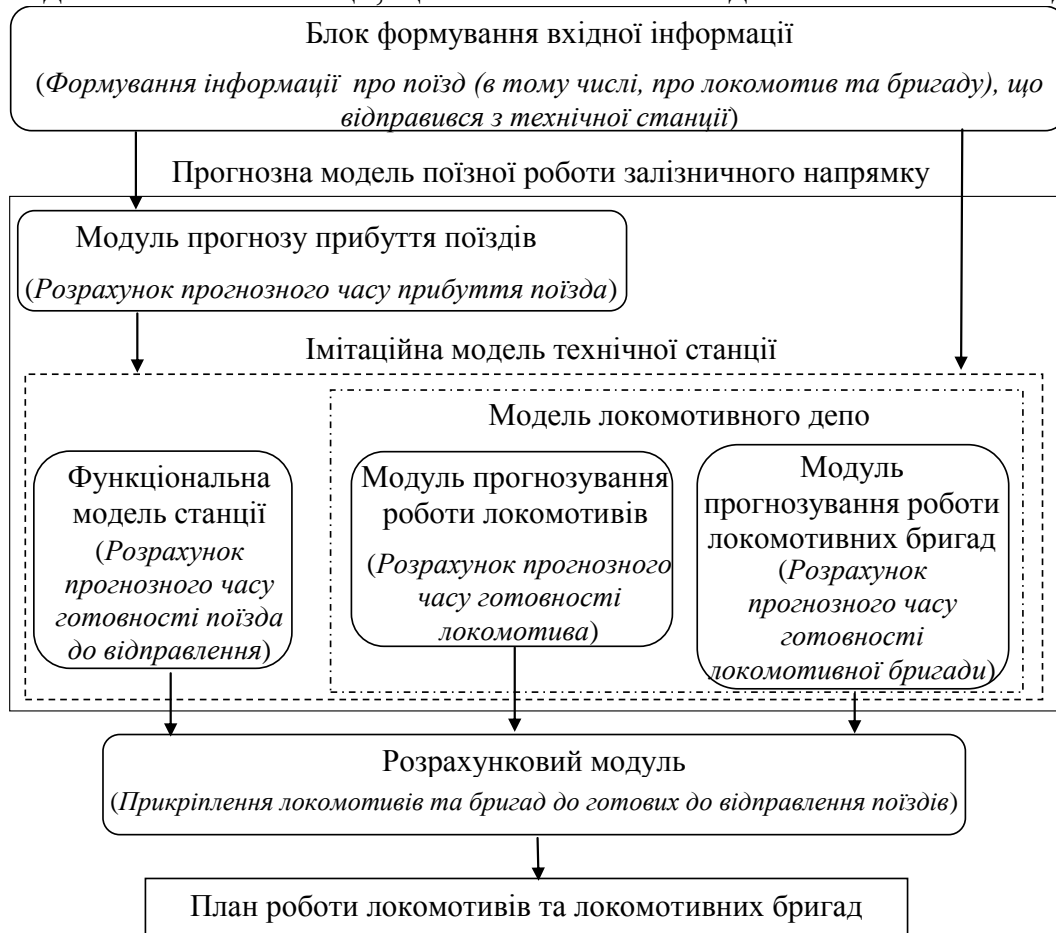 Блок формування вхідної інформації
(Формування інформації про поїзд (в тому числі, про локомотив та бригаду), що
відправився з технічної станції)
Прогнозна модель поїзної роботи залізничного напрямку
Модуль прогнозу прибуття поїздів
(Розрахунок прогнозного часу прибуття поїзда)
Імітаційна модель технічної станції
Модель локомотивного депо
Функціональна
модель станції
(Розрахунок
прогнозного часу
готовності поїзда
до відправлення)
Модуль прогнозування
роботи локомотивів
(Розрахунок прогнозного
часу готовності
локомотива)
Модуль
прогнозування роботи
локомотивних бригад
(Розрахунок
прогнозного часу
готовності
локомотивної бригади)
Розрахунковий модуль
(Прикріплення локомотивів та бригад до готових до відправлення поїздів)
План роботи локомотивів та локомотивних бригад